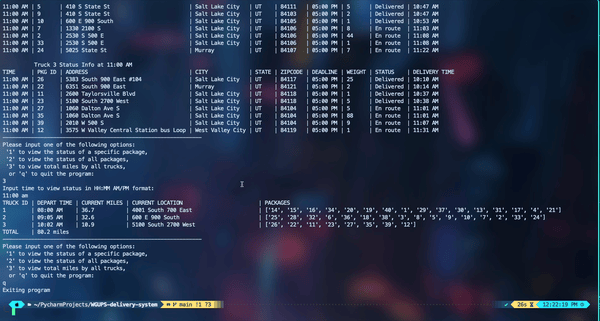 11:00 AM | 5 | 410 S State St | Salt Lake City | UT | 84111 | 05:00 PM | 5 | Delivered | 10:47 AM
11:00 AM | 9 | 410 S State St | Salt Lake City | UT | 84103 | 05:00 PM | 2 | Delivered | 10:47 AM
11:00 AM | 10 | 600 E 900 South | Salt Lake City | UT | 84105 | 05:00 PM | 1 | Delivered | 10:53 AM
11:00 AM | 7 | 1330 2100 S | Salt Lake City | UT | 84106 | 05:00 PM | 8 | En route | 11:03 AM
11:00 AM | 2 | 2530 S 500 E | Salt Lake City | UT | 84106 | 05:00 PM | 44 | En route | 11:08 AM
11:00 AM | 33 | 2530 S 500 E | Salt Lake City | UT | 84106 | 05:00 PM | 1 | En route | 11:08 AM
11:00 AM | 24 | 5025 State St | Murray | UT | 84107 | 05:00 PM | 7 | En route | 11:22 AM
Truck 3 Status Info at 11:00 AM
TIME | PKG ID | ADDRESS | CITY | STATE | ZIPCODE | DEADLINE | WEIGHT | STATUS | DELIVERY TIME
11:00 AM | 26 | 5383 South 900 East #104 | Salt Lake City | UT | 84117 | 05:00 PM | 25 | Delivered | 10:10 AM
11:00 AM | 22 | 6351 South 900 East | Murray | UT | 84121 | 05:00 PM | 2 | Delivered | 10:14 AM
11:00 AM | 11 | 2600 Taylorsville Blvd | Salt Lake City | UT | 84118 | 05:00 PM | 1 | Delivered | 10:37 AM
11:00 AM | 23 | 5100 South 2700 West | Salt Lake City | UT | 84118 | 05:00 PM | 5 | Delivered | 10:38 AM
11:00 AM | 27 | 1060 Dalton Ave S | Salt Lake City | UT | 84104 | 05:00 PM | 5 | En route | 11:01 AM
11:00 AM | 35 | 1060 Dalton Ave S | Salt Lake City | UT | 84104 | 05:00 PM | 88 | En route | 11:01 AM
11:00 AM | 39 | 2010 W 500 S | Salt Lake City | UT | 84104 | 05:00 PM | 9 | En route | 11:07 AM
11:00 AM | 12 | 3575 W Valley Central Station bus Loop | West Valley City | UT | 84119 | 05:00 PM | 1 | En route | 11:31 AM
Please input one of the following options:
'1' to view the status of a specific package,
'2' to view the status of all packages,
'3' to view total miles by all trucks,
or 'q' to quit the program:
3
Input time to view status in HH:MM AM/PM format:
11:00 am
TRUCK ID | DEPART TIME | CURRENT MILES | CURRENT LOCATION | PACKAGES
1 | 08:00 AM | 36.7 | 4001 South 700 East | ['14', '15', '16', '34', '20', '19', '40', '1', '29', '37', '30', '13', '31', '17', '4', '21']
2 | 09:05 AM | 32.6 | 600 E 900 South | ['25', '28', '32', '6', '36', '18', '38', '3', '8', '5', '9', '10', '7', '2', '33', '24']
3 | 10:02 AM | 10.9 | 5100 South 2700 West | ['26', '22', '11', '23', '27', '35', '39', '12']
TOTAL | 80.2 miles
Please input one of the following options:
'1' to view the status of a specific package,
'2' to view the status of all packages,
'3' to view total miles by all trucks,
or 'q' to quit the program:
q
Exiting program
~/PycharmProjects/WGUPS-delivery-system main !1 ?3 26s 12:22:19 PM